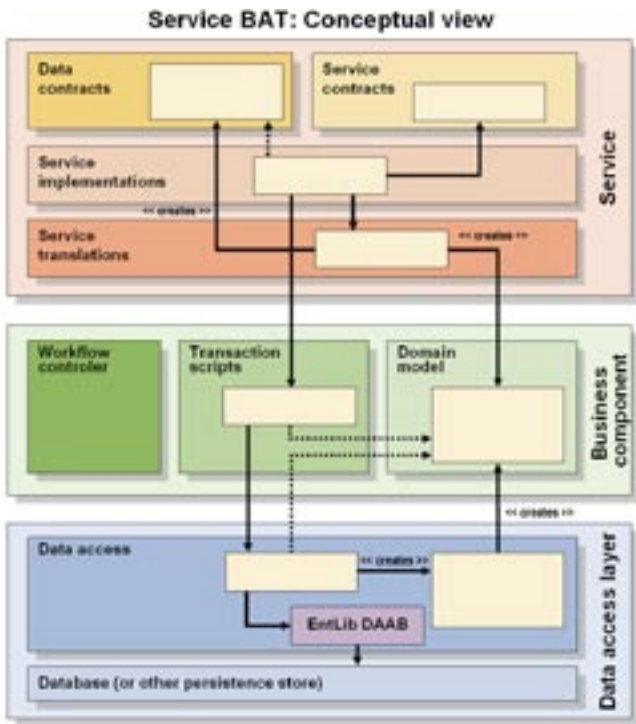 Service BAT: Conceptual view
Data
contracts
Service
contracts
Service
implementations
<< creates >>
<< creates >>
Service
translations
Service
Workflow
controler
Transaction
scripts
Domain
model
Business
component
<< creates >>
Data access
<< creates >>
EntLib DAAB
Database (or other persistence store)
Data access layer